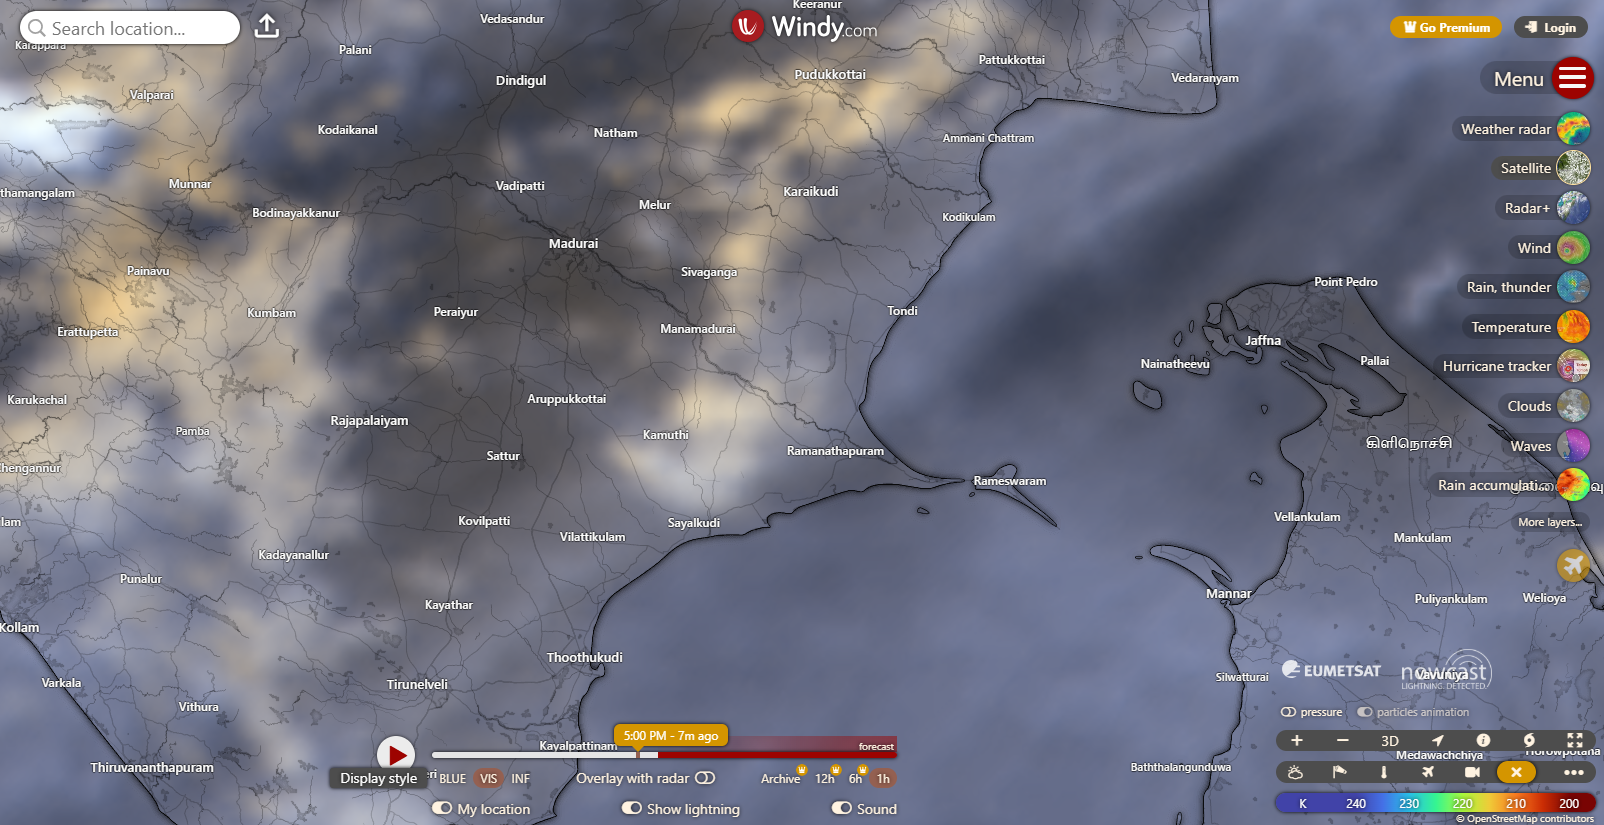 Search location...
Windy.com
Go Premium
Login
Menu
Weather radar
Satellite
Radar+
Wind
Rain, thunder
Temperature
Hurricane tracker
Clouds
Waves
More layers...
Keeranur
Vedasandur
Karappara
Palani
Pattukkottai
Pudukkottai
Vedaranyam
Dindigul
Valparai
Kodaikanal
Natham
Ammani Chattram
Munnar
Vadipatti
Karaikudi
thamangalam
Bodinayakkanur
Melur
Kodikulam
Madurai
Painavu
Sivaganga
Point Pedro
Kumbam
Peraiyur
Tondi
Erattupetta
Manamadurai
Jaffna
Nainatheevu
Pallai
Karukachal
Aruppukkottai
Rajapalaiyam
Pamba
Kamuthi
கிளிநொச்சி
Sattur
Ramanathapuram
Chengannur
Rameswaram
Kovilpatti
Sayalkudi
Vellankulam
Vilattikulam
Mankulam
Kadayanallur
Punalur
Mannar
Kayathar
Puliyankulam
Welioya
Kollam
Thoothukudi
Varkala
Tirunelveli
Silwatturai
Vavuniya
Vithura
Kayalpattinam
Thiruvananthapuram
Baththalangunduwa
Medawachchiya
Horowpotana
EUMETSAT
nowcast
LIGHTNING DETECTED
pressure
particles animation
5:00 PM - 7m ago
forecast
Display style
BLUE VIS INF
Overlay with radar
Archive 12h 6h 1h
My location
Show lightning
Sound
3D
K 240 230 220 210 200
© OpenStreetMap contributors